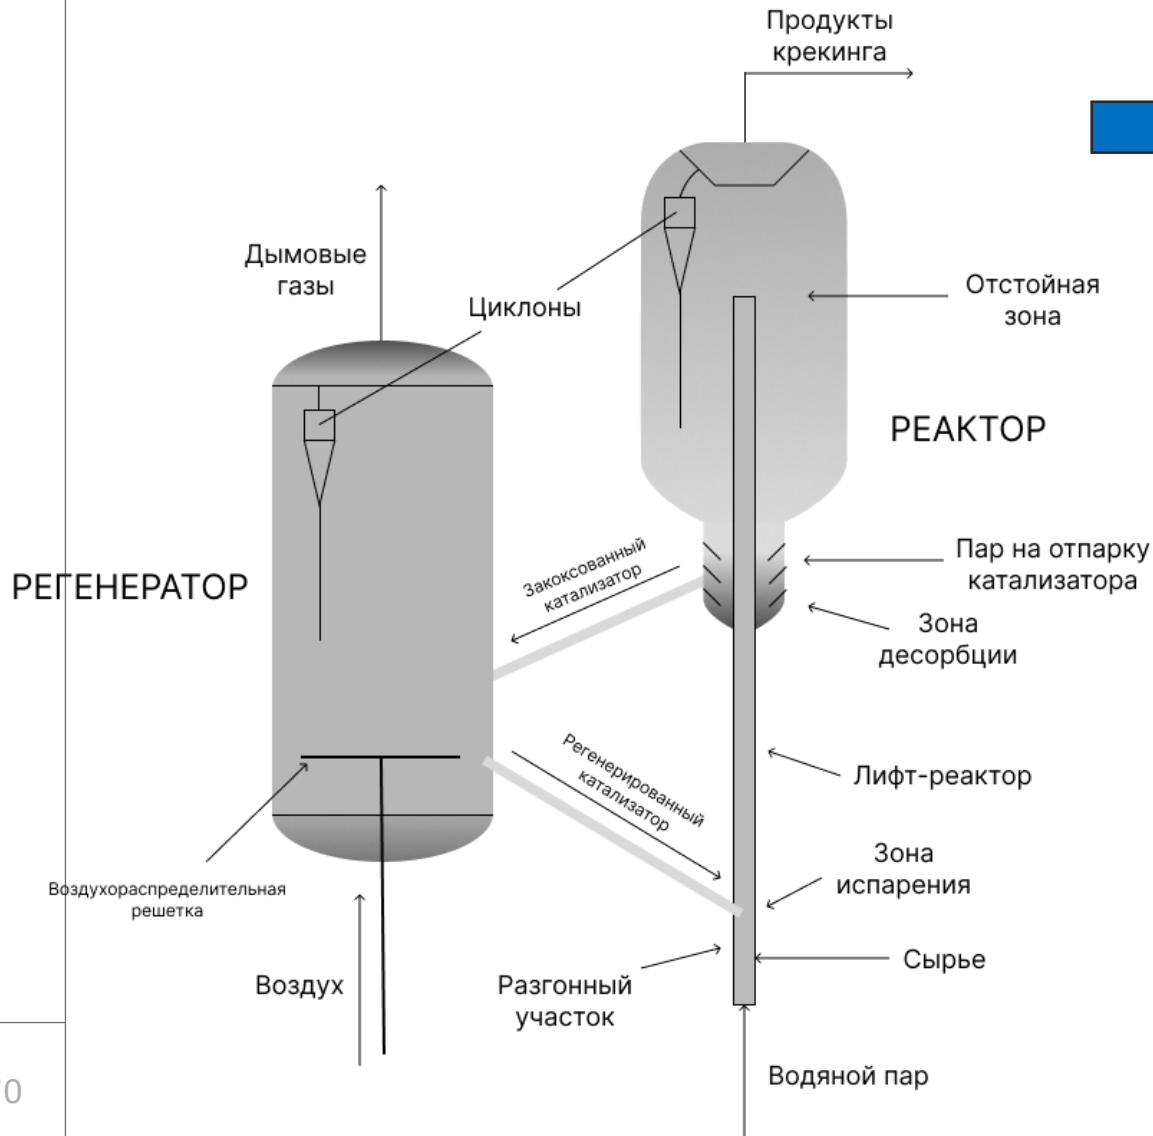 Продукты
крекинга
Дымовые
газы
Циклоны
Отстойная
зона
РЕАКТОР
Закоксованный
катализатор
Пар на отпарку
катализатора
РЕГЕНЕРАТОР
Зона
десорбции
Регенерированный
катализатор
Лифт-реактор
Зона
испарения
Воздухораспределительная
решетка
Сырье
Воздух
Разгонный
участок
Водяной пар